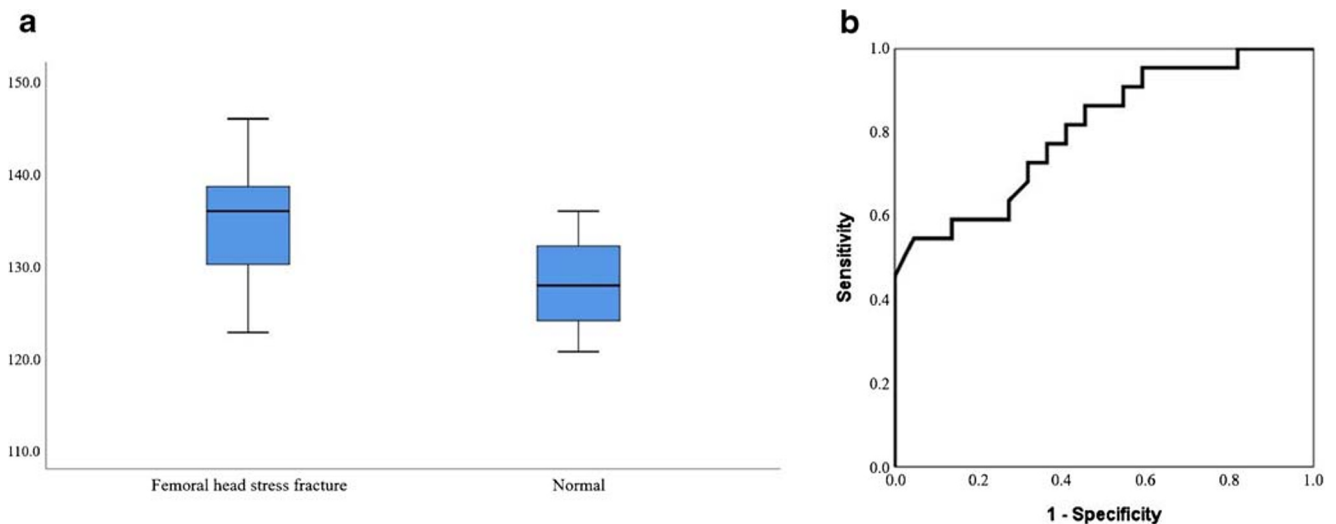 a
150.0
140.0
130.0
120.0
110.0
Femoral head stress fracture
Normal
b
1.0
0.8
0.6
0.4
0.2
0.0
Sensitivity
0.0 0.2 0.4 0.6 0.8 1.0
1 - Specificity